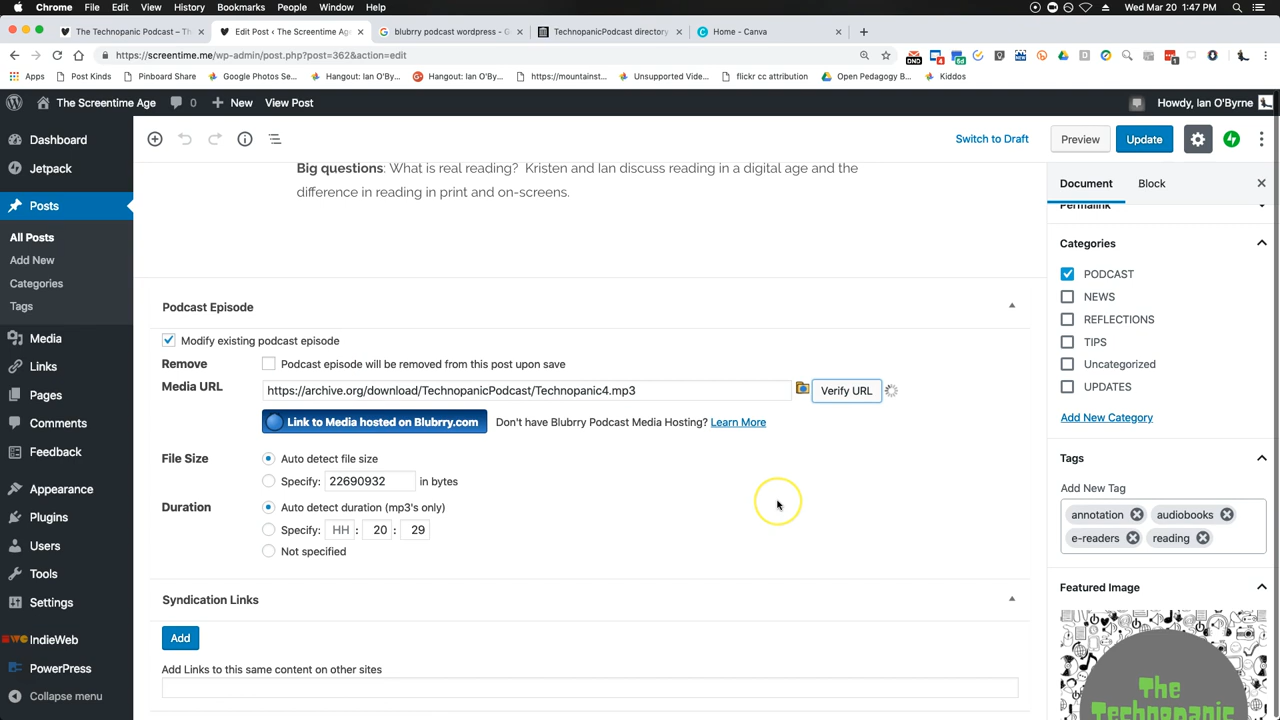 Chrome File Edit View History Bookmarks People Window Help Wed Mar 20 1:47 PM
The Technopanic Podcast – Th Edit Post ‹ The Screentime Age blubrry podcast wordpress - G TechnopanicPodcast directory Home - Canva
https://screentime.me/wp-admin/post.php?post=362&action=edit
DND 4 6d 1
Apps Post Kinds Pinboard Share Google Photos Se... Hangout: Ian O'By... Hangout: Ian O'By... https://mountainst... Unsupported Vide... flickr cc attribution Open Pedagogy B... Kiddos
The Screentime Age 0 New View Post Howdy, Ian O'Byrne
Dashboard
Jetpack
Posts
All Posts
Add New
Categories
Tags
Media
Links
Pages
Comments
Feedback
Appearance
Plugins
Users
Tools
Settings
IndieWeb
PowerPress
Collapse menu
Switch to Draft Preview Update
Big questions: What is real reading? Kristen and Ian discuss reading in a digital age and the
difference in reading in print and on-screens.
Podcast Episode
Modify existing podcast episode
Remove Podcast episode will be removed from this post upon save
Media URL https://archive.org/download/TechnopanicPodcast/Technopanic4.mp3 Verify URL
Link to Media hosted on Blubrry.com Don't have Blubrry Podcast Media Hosting? Learn More
File Size Auto detect file size
Specify: 22690932 in bytes
Duration Auto detect duration (mp3's only)
Specify: HH : 20 : 29
Not specified
Syndication Links
Add
Add Links to this same content on other sites
Document Block
Permalink
Categories
PODCAST
NEWS
REFLECTIONS
TIPS
Uncategorized
UPDATES
Add New Category
Tags
Add New Tag
annotation audiobooks
e-readers reading
Featured Image
The
Technopanic